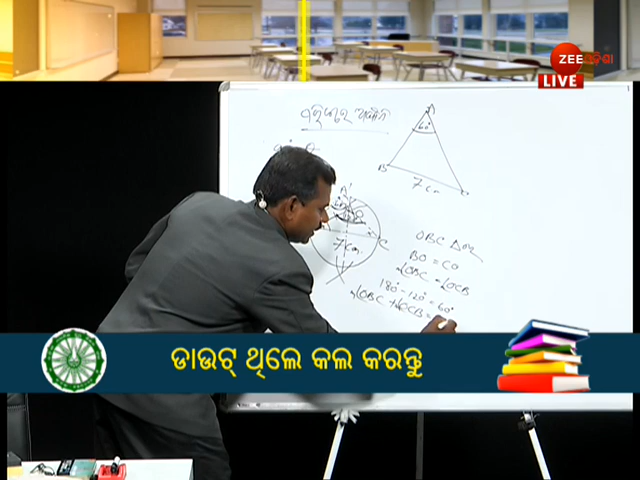 ZEE ଓଡ଼ିଶା
LIVE
A
60°
B
7 cm
C
A'
C
7 cm
OBC Δରେ
BO = CO
∠OBC = ∠OCB
180° - 120° = 60°
∠OBC + ∠OCB =
ଡାଉଟ୍ ଥିଲେ କଲ କରନ୍ତୁ